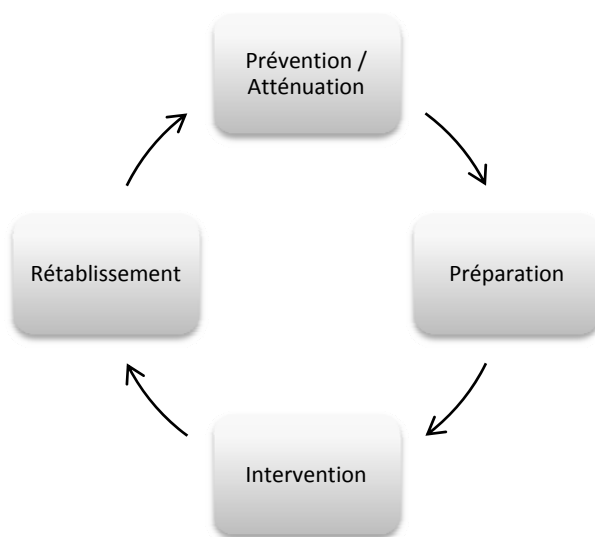 Prévention /
Atténuation
Préparation
Intervention
Rétablissement